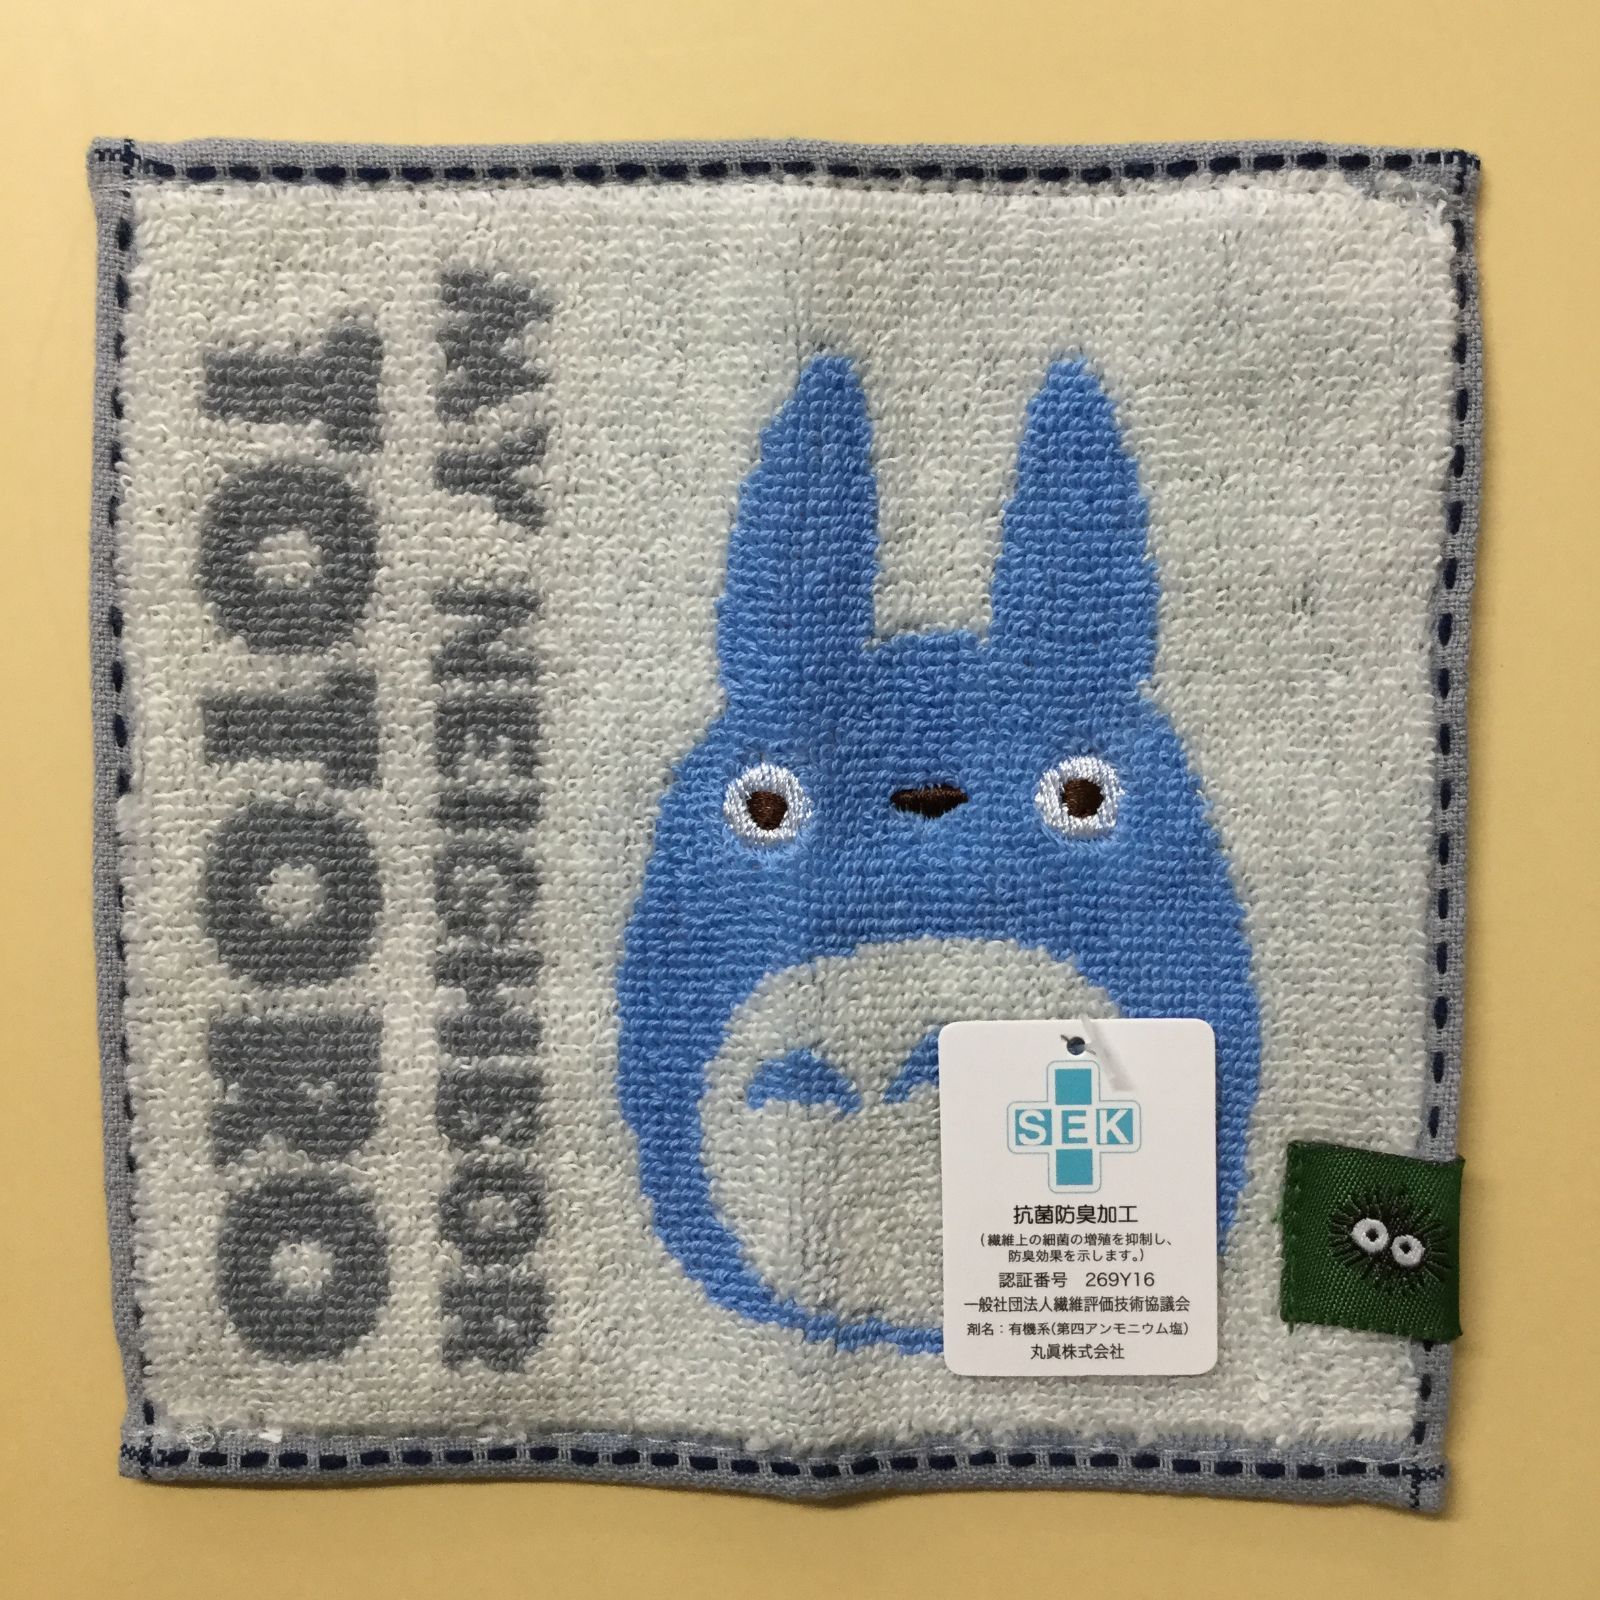 MY NEIGHBOR
TOTORO
SEK
抗菌防臭加工
(繊維上の細菌の増殖を抑制し、
防臭効果を示します。)
認証番号 269Y16
一般社団法人繊維評価技術協議会
剤名：有機系(第四アンモニウム塩)
丸眞株式会社